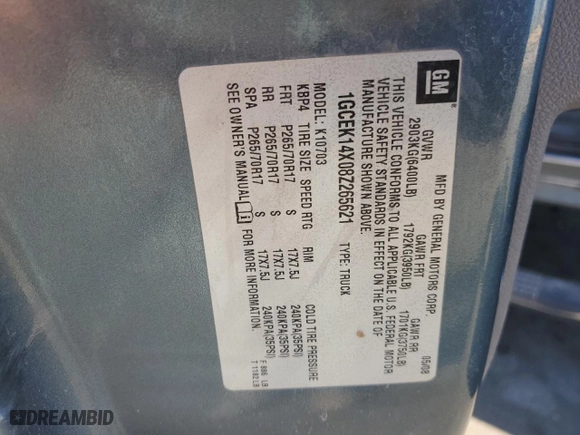 GM
MFD BY GENERAL MOTORS CORP. 05/08
GVWR GAWR FRT GAWR RR
2903KG(6400LB) 1792KG(3950LB) 1701KG(3750LB)
THIS VEHICLE CONFORMS TO ALL APPLICABLE U.S. FEDERAL MOTOR
VEHICLE SAFETY STANDARDS IN EFFECT ON THE DATE OF
MANUFACTURE SHOWN ABOVE.
1GCEK14X08Z265621 TYPE: TRUCK
MODEL: K10703
KBP4 TIRE SIZE SPEED RTG RIM COLD TIRE PRESSURE
FRT P265/70R17 S 17X7.5J 240KPA(35PSI)
RR P265/70R17 S 17X7.5J 240KPA(35PSI)
SPA P265/70R17 S 17X7.5J 240KPA(35PSI)
SEE OWNER'S MANUAL i FOR MORE INFORMATION.
F 886 LB
T 1182 LB
DREAMBID